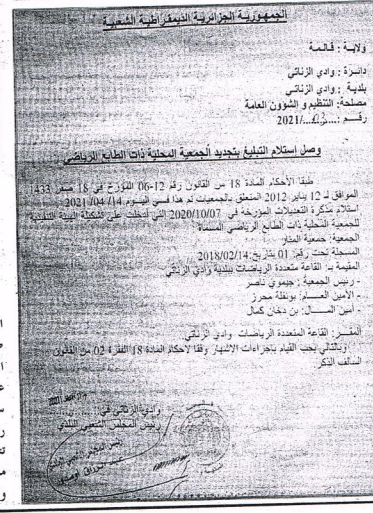 الجمهورية الجزائرية الديمقراطية الشعبية
ولاية : قالمة
دائرة : وادي الزناتي
بلدية : وادي الزناتي
مصلحة التنظيم و الشؤون العامة
رقم : /2021
وصل إستلام التبليغ بتجديد الجمعية المحلية ذات الطابع الرياضي
طبقا لأحكام المادة 18 من القانون رقم 12-06 المؤرخ في 18 صفر 1433
الموافق لـ 12 يناير 2012 المتعلق بالجمعيات تم هذا في اليوم 14 /04 /2021
استلام مذكرة التعديلات المؤرخة في 2020/10/07 التي أدخلت على تشكيلة الهيئة التنفيذية
للجمعية المحلية ذات الطابع الرياضي المسماة
الجمعية: جمعية المنار
المسجلة تحت رقم: 01 بتاريخ: 2018/02/14
المقيمة بـ: القاعة متعددة الرياضات ببلدية وادي الزناتي
- رئيس الجمعية : جيموي ناصر
- الأمين العام: بونفلة محرز
- أمين المال: بن دخان كمال
المقر: القاعة المتعددة الرياضات وادي الزناتي
وبالتالي يجب القيام بإجراءات الإشهار وفقا لأحكام المادة 18 الفقرة 02 من القانون
السالف الذكر
وادي الزناتي في
رئيس المجلس الشعبي البلدي